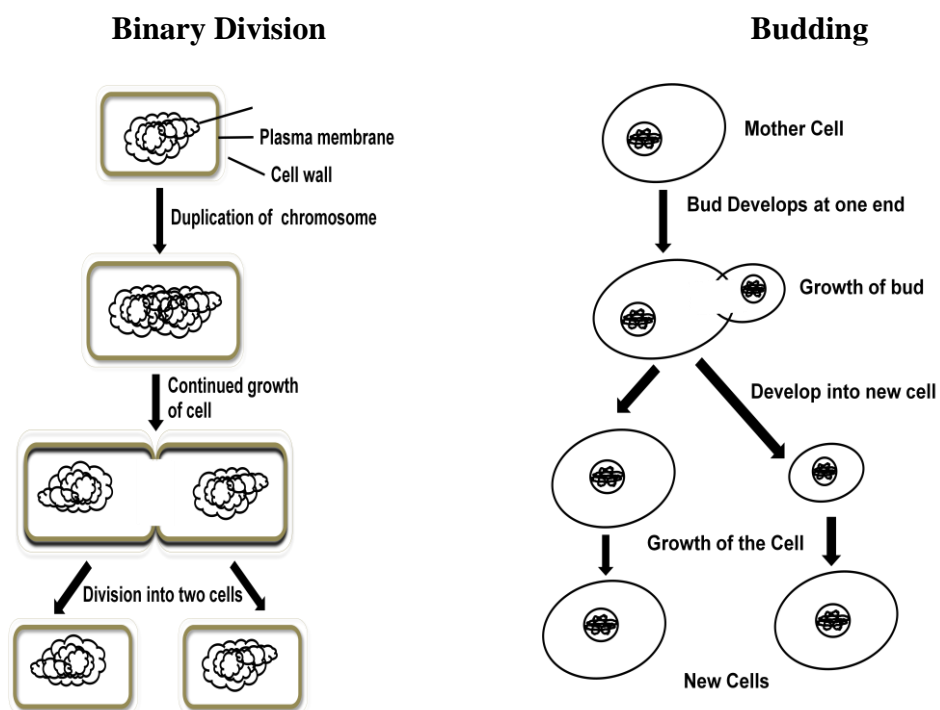 Binary Division
Plasma membrane
Cell wall
Duplication of chromosome
Continued growth
of cell
Division into two cells
Budding
Mother Cell
Bud Develops at one end
Growth of bud
Develop into new cell
Growth of the Cell
New Cells